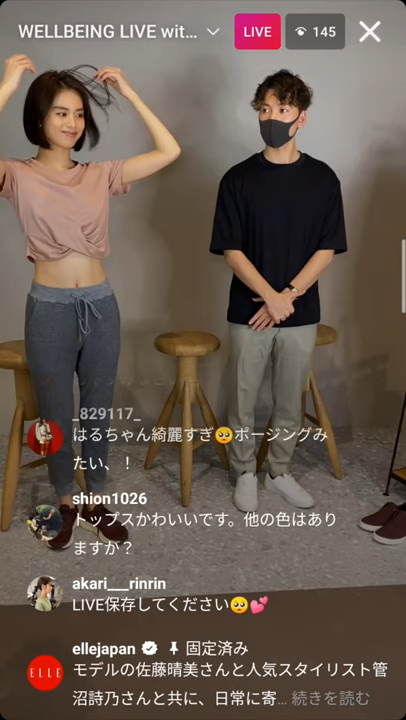 WELLBEING LIVE wit...
LIVE
145
_829117_
はるちゃん綺麗すぎ🥺ポージングみ
たい、！
shion1026
トップスかわいいです。他の色はあり
ますか？
akari___rinrin
LIVE保存してください🥺💕
ellejapan 固定済み
ELLE
モデルの佐藤晴美さんと人気スタイリスト管
沼詩乃さんと共に、日常に寄... 続きを読む